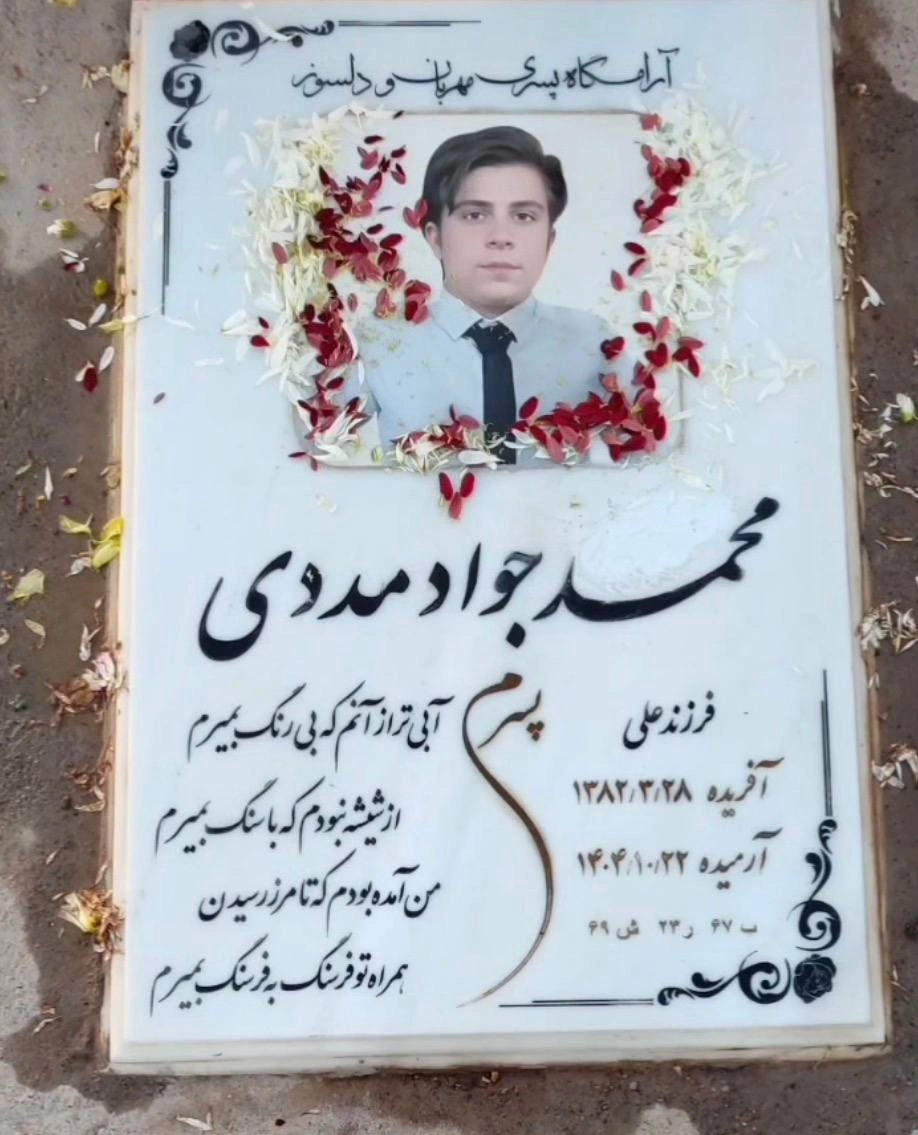 آرامگاه پسری مهربان و دلسوز
محمد جواد مددی
فرزند علی
آفریده ۱۳۸۲/۳/۲۸
آرمیده ۱۴۰۴/۱۰/۲۲
ب ۶۷ ر ۲۳ ش ۶۹
پسرم
آبی تر از آنم که بی رنگ بمیرم
از شیشه نبودم که با سنگ بمیرم
من آمده بودم که تا مرز رسیدن
همراه تو فرسنگ به فرسنگ بمیرم